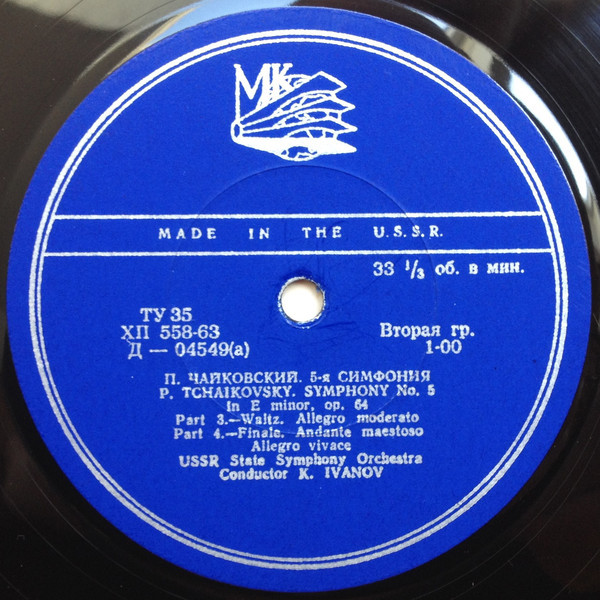 МК
MADE IN THE U.S.S.R.
33 ⅓ об. в мин.
ТУ 35
ХП 558-63
Д — 04549(а)
Вторая гр.
1-00
П. ЧАЙКОВСКИЙ. 5-я СИМФОНИЯ
P. TCHAIKOVSKY. SYMPHONY No. 5
in E minor, op. 64
Part 3.—Waltz. Allegro moderato
Part 4.—Finale. Andante maestoso
Allegro vivace
USSR State Symphony Orchestra
Conductor K. IVANOV